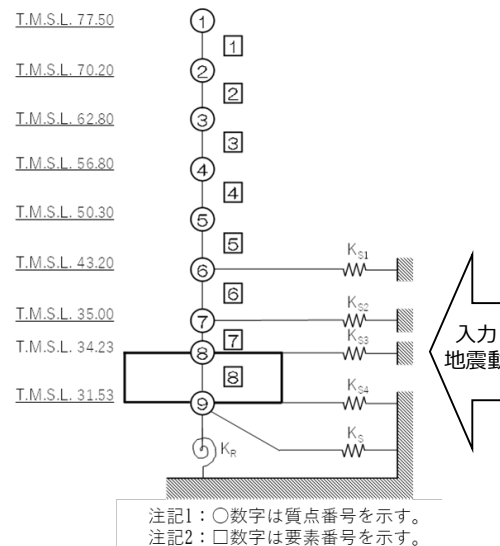 T.M.S.L. 77.50
①
1
T.M.S.L. 70.20
②
2
T.M.S.L. 62.80
③
3
T.M.S.L. 56.80
④
4
T.M.S.L. 50.30
⑤
5
KS1
T.M.S.L. 43.20
⑥
6
KS2
T.M.S.L. 35.00
⑦
7
KS3
T.M.S.L. 34.23
⑧
8
入力
地震動
T.M.S.L. 31.53
⑨
KS4
KR
KS
注記1：○数字は質点番号を示す。
注記2：□数字は要素番号を示す。